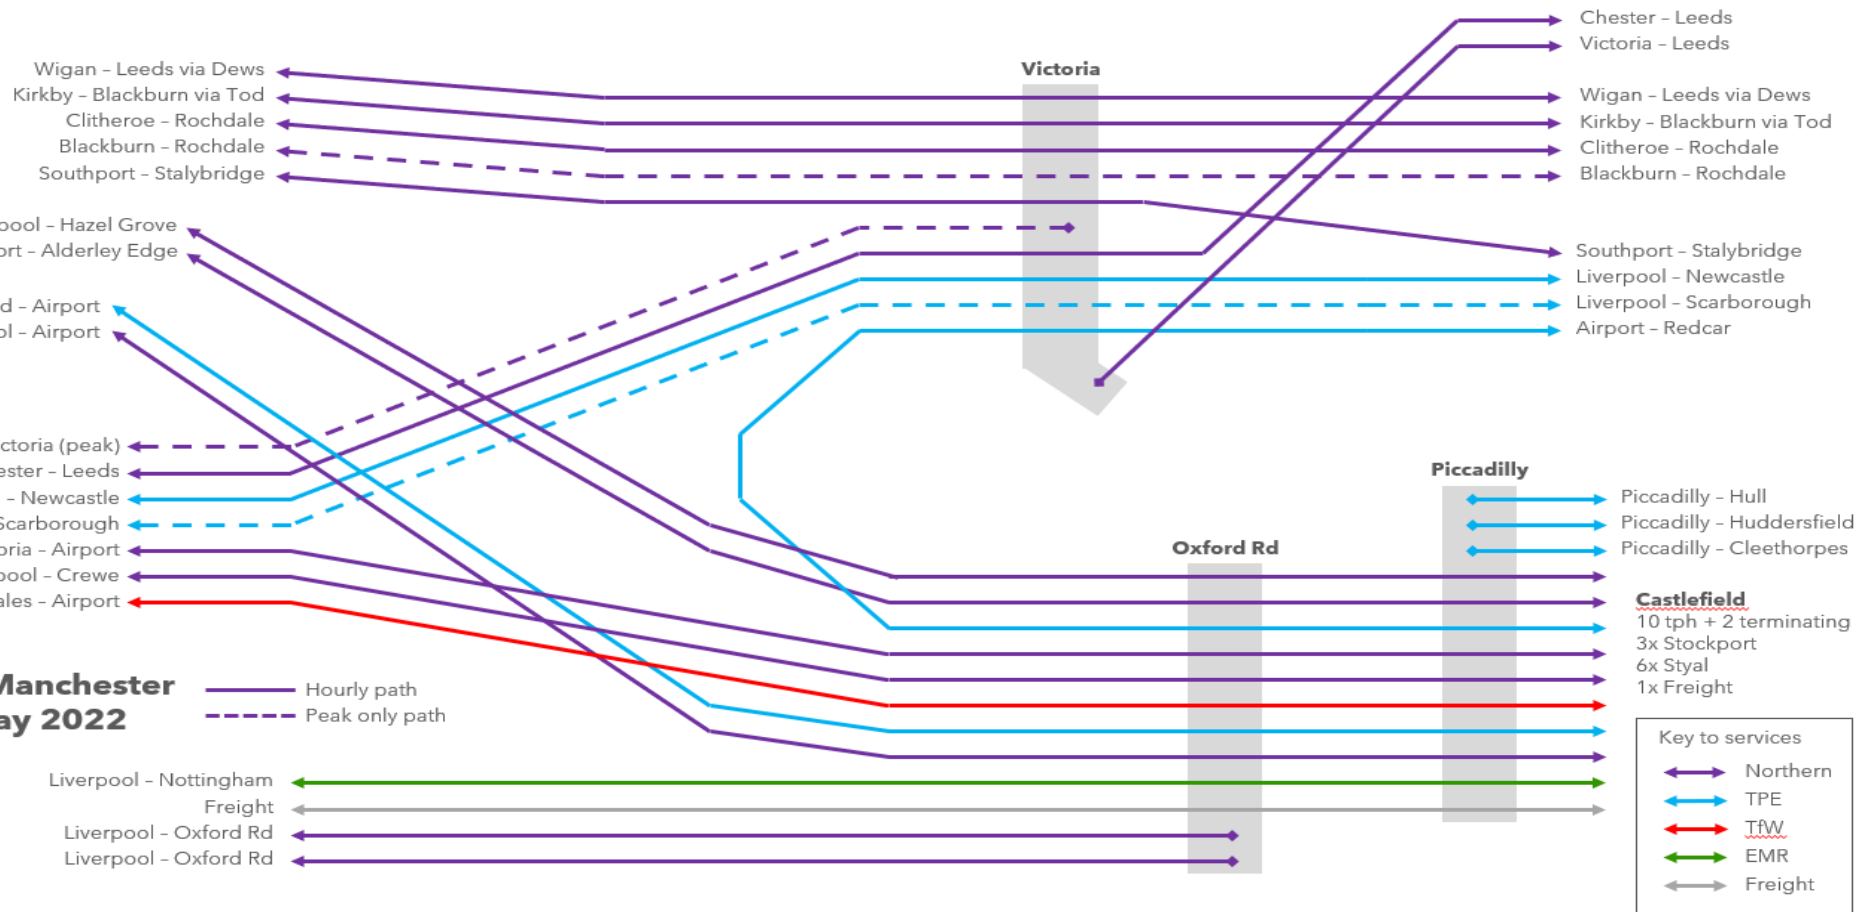 Victoria
Wigan – Leeds via Dews
Kirkby – Blackburn via Tod
Clitheroe – Rochdale
Blackburn – Rochdale
Southport – Stalybridge
pool – Hazel Grove
ort – Alderley Edge
d – Airport
ol – Airport
ctoria (peak)
ester – Leeds
– Newcastle
Scarborough
oria – Airport
pool – Crewe
ales – Airport
Manchester
ay 2022
Hourly path
Peak only path
Liverpool – Nottingham
Freight
Liverpool – Oxford Rd
Liverpool – Oxford Rd
Chester – Leeds
Victoria – Leeds
Wigan – Leeds via Dews
Kirkby – Blackburn via Tod
Clitheroe – Rochdale
Blackburn – Rochdale
Southport – Stalybridge
Liverpool – Newcastle
Liverpool – Scarborough
Airport – Redcar
Piccadilly
Oxford Rd
Piccadilly – Hull
Piccadilly – Huddersfield
Piccadilly – Cleethorpes
Castlefield
10 tph + 2 terminating
3x Stockport
6x Styal
1x Freight
Key to services
Northern
TPE
TfW
EMR
Freight